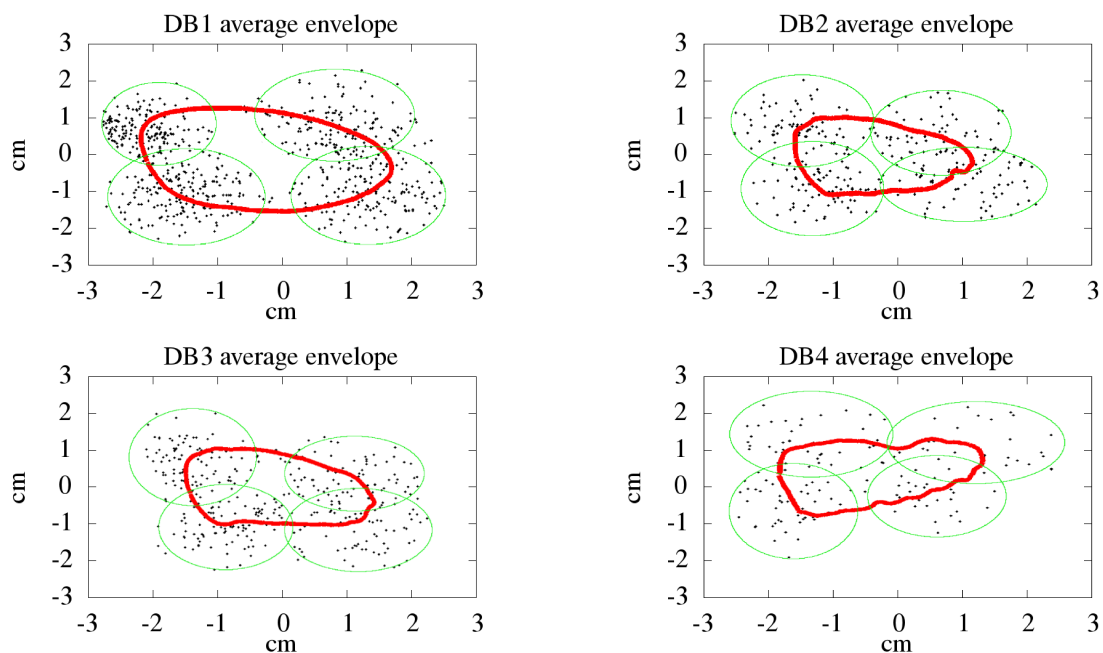 DB1 average envelope
3
2
1
0
-1
-2
-3
cm
-3 -2 -1 0 1 2 3
cm
DB2 average envelope
3
2
1
0
-1
-2
-3
cm
-3 -2 -1 0 1 2 3
cm
DB3 average envelope
3
2
1
0
-1
-2
-3
cm
-3 -2 -1 0 1 2 3
cm
DB4 average envelope
3
2
1
0
-1
-2
-3
cm
-3 -2 -1 0 1 2 3
cm